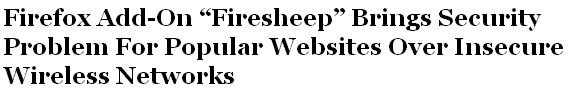 Firefox Add-On “Firesheep” Brings Security
Problem For Popular Websites Over Insecure
Wireless Networks